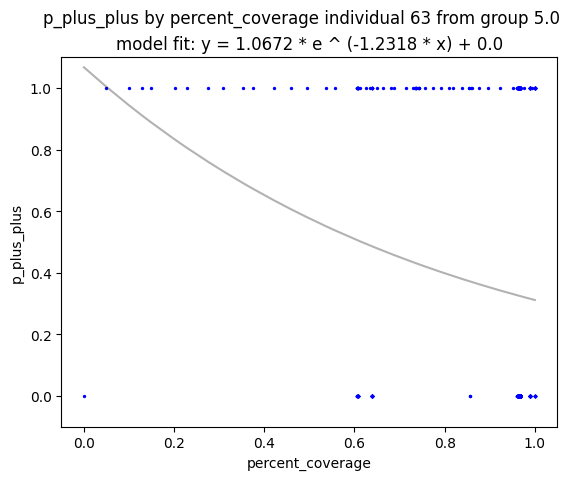 p_plus_plus by percent_coverage individual 63 from group 5.0
model fit: y = 1.0672 * e ^ (-1.2318 * x) + 0.0
1.0
0.8
0.6
0.4
0.2
0.0
p_plus_plus
0.0 0.2 0.4 0.6 0.8 1.0
percent_coverage